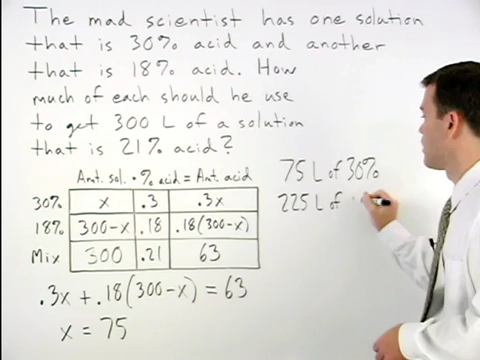 The mad scientist has one solution
that is 30% acid and another
that is 18% acid. How
much of each should he use
to get 300 L of a solution
that is 21% acid?
Amt. sol. • % acid = Amt. acid
30% x .3 .3x
18% 300-x .18 .18(300-x)
Mix 300 .21 63
.3x + .18(300-x) = 63
x = 75
75 L of 30%
225 L of